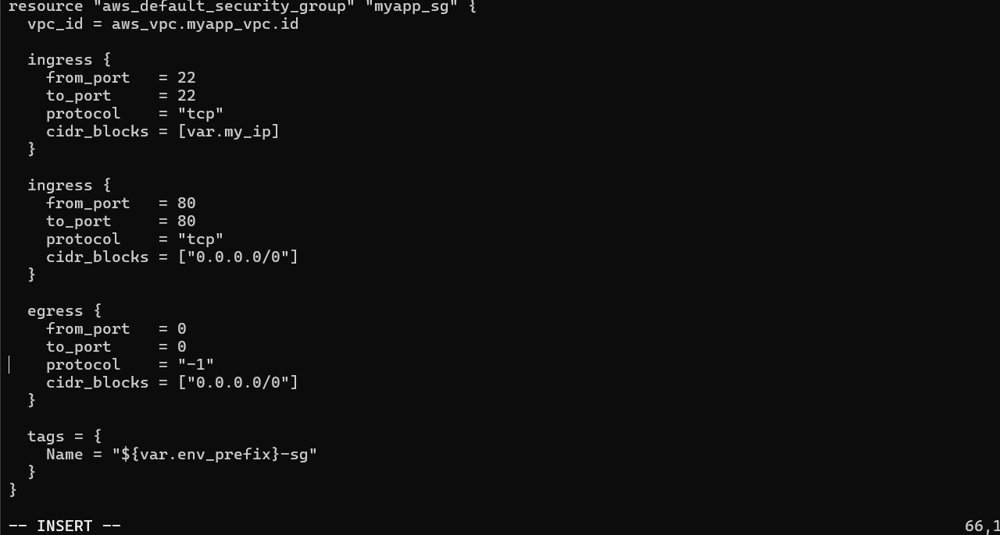 resource "aws_default_security_group" "myapp_sg" {
  vpc_id = aws_vpc.myapp_vpc.id

  ingress {
    from_port   = 22
    to_port     = 22
    protocol    = "tcp"
    cidr_blocks = [var.my_ip]
  }

  ingress {
    from_port   = 80
    to_port     = 80
    protocol    = "tcp"
    cidr_blocks = ["0.0.0.0/0"]
  }

  egress {
    from_port   = 0
    to_port     = 0
    protocol    = "-1"
    cidr_blocks = ["0.0.0.0/0"]
  }

  tags = {
    Name = "${var.env_prefix}-sg"
  }
}

-- INSERT -- 66,1